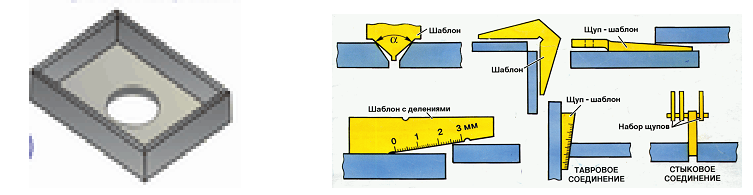 Шаблон
α
Шаблон
Щуп - шаблон
Шаблон с делениями
0 1 2 3 мм
Щуп - шаблон
ТАВРОВОЕ
СОЕДИНЕНИЕ
Набор щупов
СТЫКОВОЕ
СОЕДИНЕНИЕ